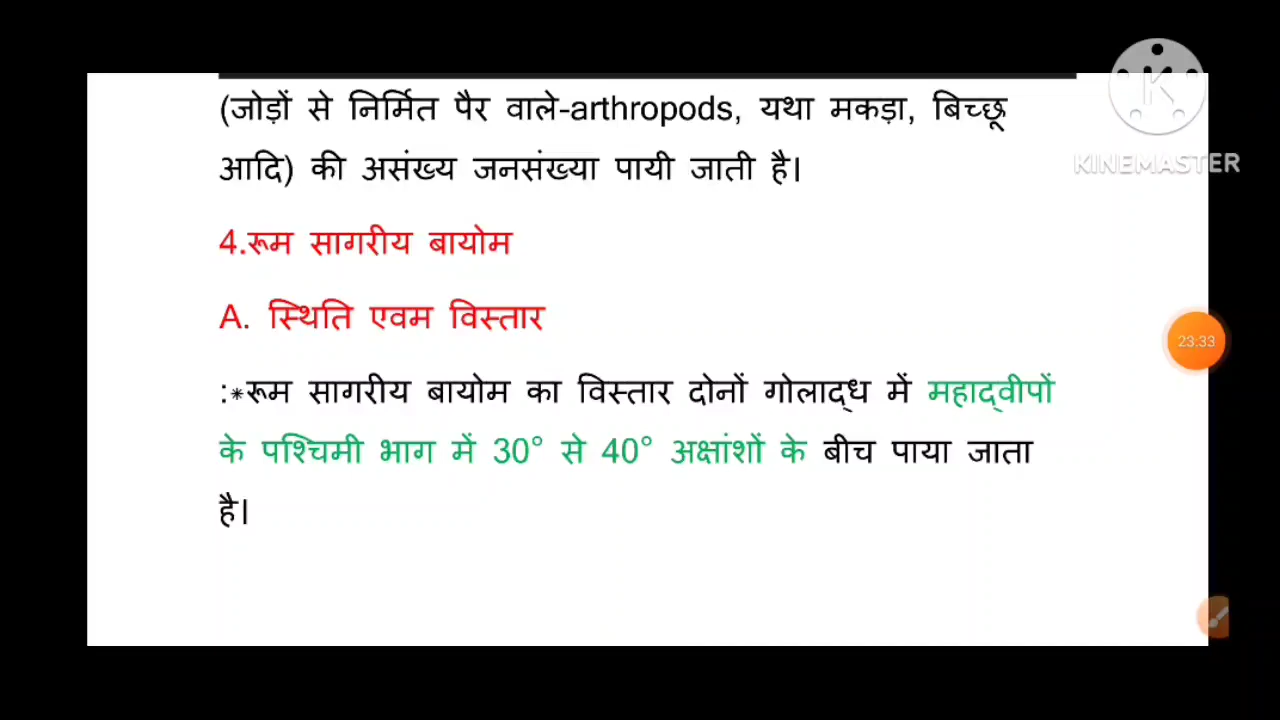 (जोड़ों से निर्मित पैर वाले-arthropods, यथा मकड़ा, बिच्छू
आदि) की असंख्य जनसंख्या पायी जाती है।
4.रूम सागरीय बायोम
A. स्थिति एवम विस्तार
:*रूम सागरीय बायोम का विस्तार दोनों गोलाद्ध में महाद्वीपों
के पश्चिमी भाग में 30° से 40° अक्षांशों के बीच पाया जाता
है।
K
KINEMASTER
23:33